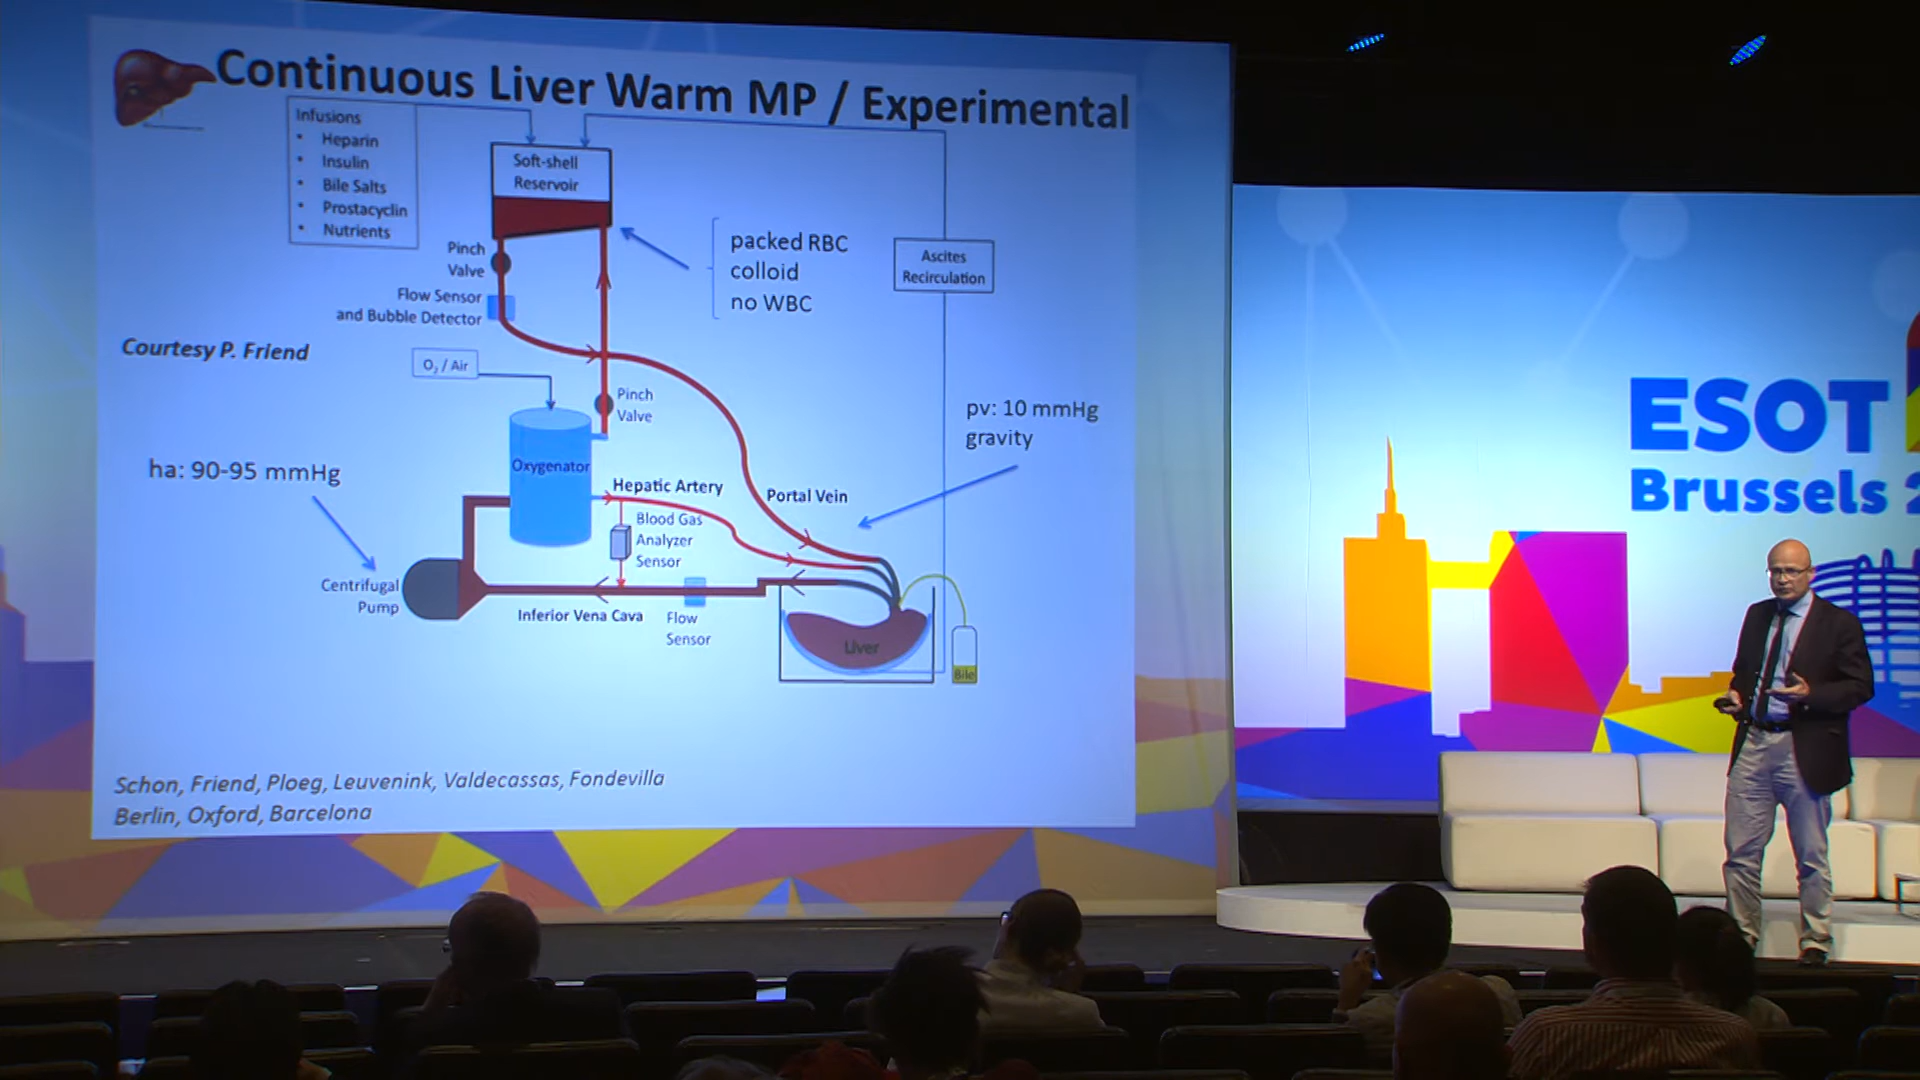 Continuous Liver Warm MP / Experimental
Infusions
• Heparin
• Insulin
• Bile Salts
• Prostacyclin
• Nutrients
Soft-shell
Reservoir
Pinch
Valve
Flow Sensor
and Bubble Detector
packed RBC
colloid
no WBC
Ascites
Recirculation
Courtesy P. Friend
O₂ / Air
Pinch
Valve
pv: 10 mmHg
gravity
ha: 90-95 mmHg
Oxygenator
Hepatic Artery
Portal Vein
Blood Gas
Analyzer
Sensor
Centrifugal
Pump
Inferior Vena Cava
Flow
Sensor
Liver
Bile
Schon, Friend, Ploeg, Leuvenink, Valdecassas, Fondevilla
Berlin, Oxford, Barcelona
ESOT
Brussels 2